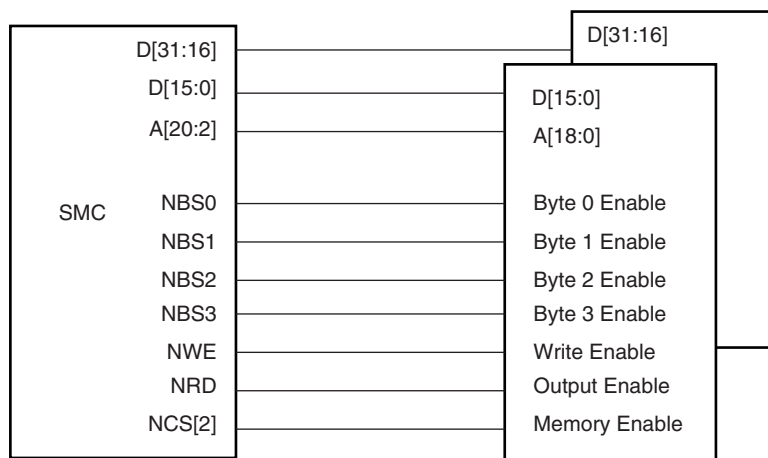 D[31:16] D[31:16]
D[15:0] D[15:0]
A[20:2] A[18:0]
SMC
NBS0 Byte 0 Enable
NBS1 Byte 1 Enable
NBS2 Byte 2 Enable
NBS3 Byte 3 Enable
NWE Write Enable
NRD Output Enable
NCS[2] Memory Enable